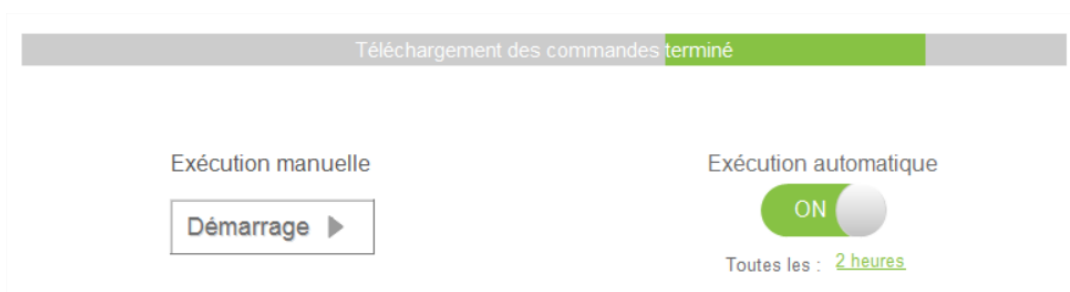 Téléchargement des commandes terminé
Exécution manuelle
Démarrage
Exécution automatique
ON
Toutes les : 2 heures